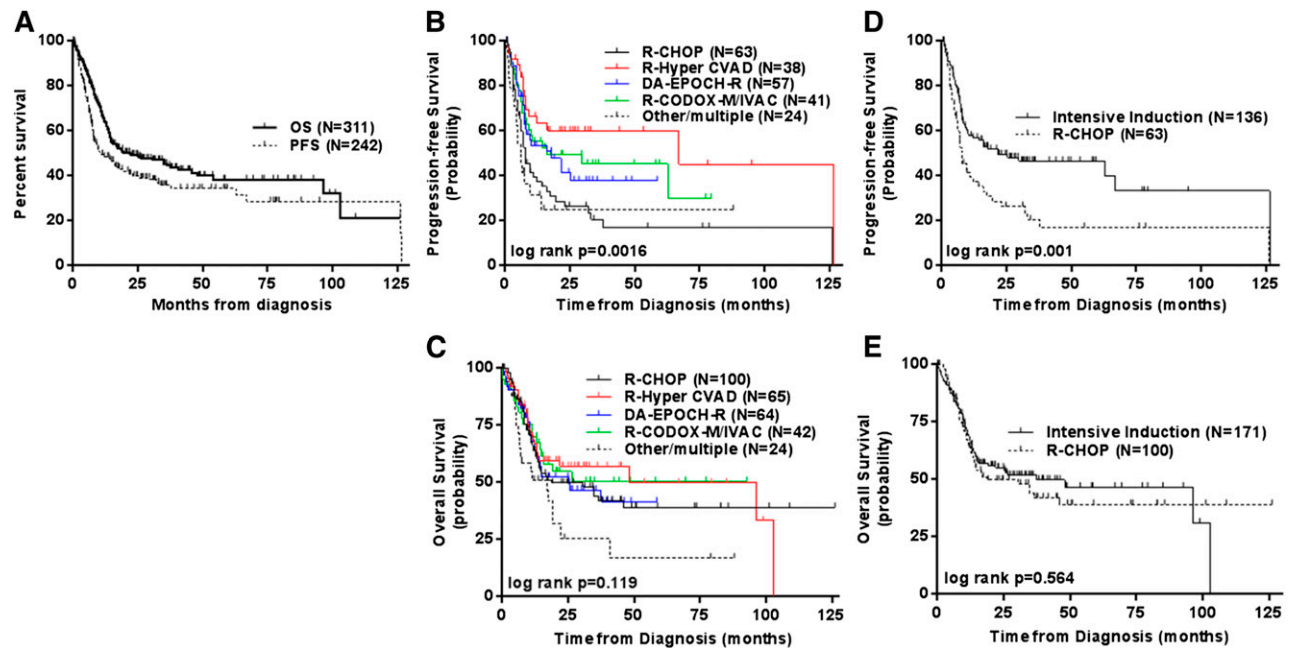 A
Percent survival
100
80
60
40
20
0
OS (N=311)
PFS (N=242)
0
25
50
75
100
125
Months from diagnosis
B
Progression-free Survival
(Probability)
100
80
60
40
20
0
R-CHOP (N=63)
R-Hyper CVAD (N=38)
DA-EPOCH-R (N=57)
R-CODOX-M/IVAC (N=41)
Other/multiple (N=24)
log rank p=0.0016
0
25
50
75
100
125
Time from Diagnosis (months)
D
Progression-free Survival
(Probability)
100
80
60
40
20
0
Intensive Induction (N=136)
R-CHOP (N=63)
log rank p=0.001
0
25
50
75
100
125
Time from Diagnosis (months)
C
Overall Survival
(probability)
100
75
50
25
0
R-CHOP (N=100)
R-Hyper CVAD (N=65)
DA-EPOCH-R (N=64)
R-CODOX-M/IVAC (N=42)
Other/multiple (N=24)
log rank p=0.119
0
25
50
75
100
125
Time from Diagnosis (months)
E
Overall Survival
(probability)
100
75
50
25
0
Intensive Induction (N=171)
R-CHOP (N=100)
log rank p=0.564
0
25
50
75
100
125
Time from Diagnosis (months)